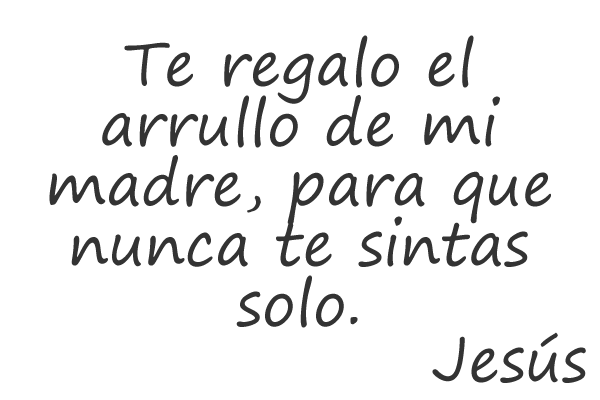 Te regalo el
arrullo de mi
madre, para que
nunca te sintas
solo.
Jesús